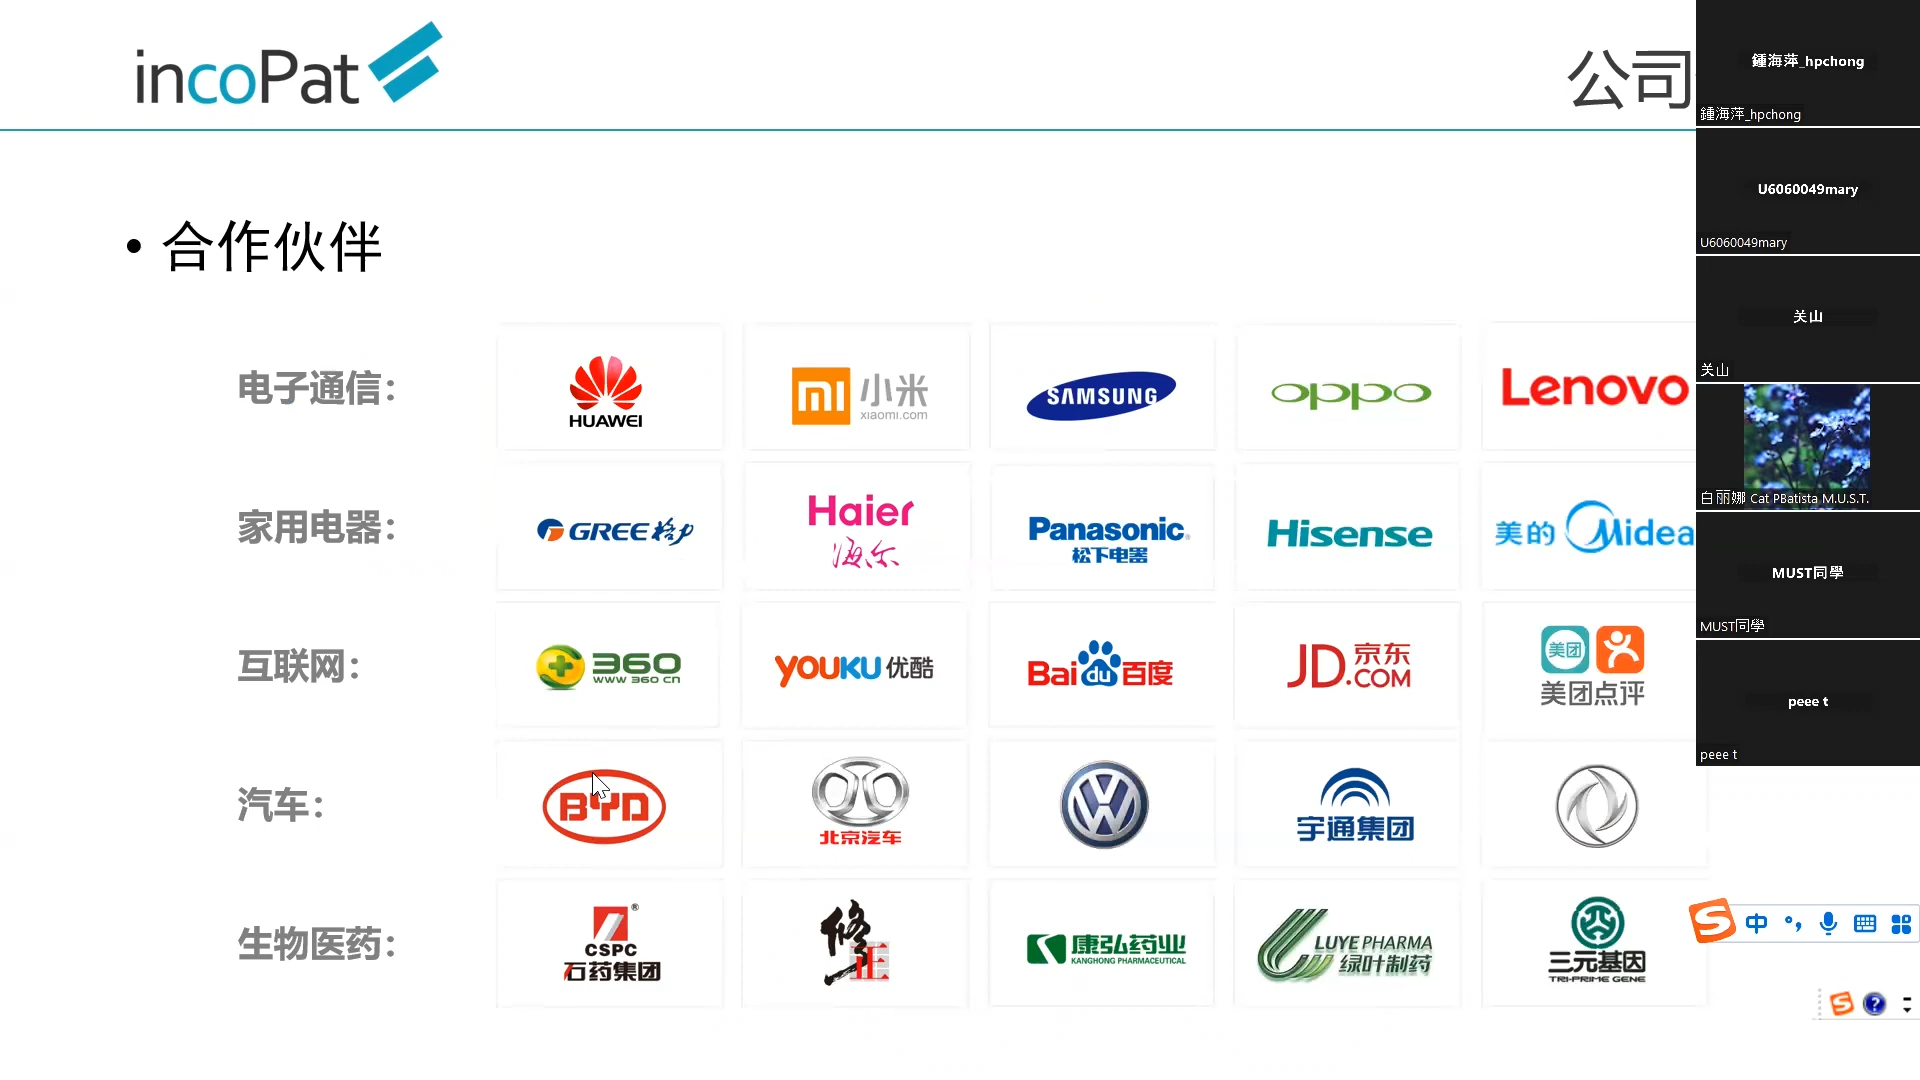 incoPat
公司
• 合作伙伴
电子通信：
HUAWEI
小米
xiaomi.com
SAMSUNG
oppo
Lenovo
家用电器：
GREE 格力
Haier
海尔
Panasonic
松下电器
Hisense
美的 Midea
互联网：
360
WWW 360 CN
YOUKU 优酷
Bai du 百度
JD.COM 京东
美团
美团点评
汽车：
BYD
北京汽车
宇通集团
生物医药：
CSPC
石药集团
修正
康弘药业
KANGHONG PHARMACEUTICAL
LUYE PHARMA
绿叶制药
三元基因
TRI-PRIME GENE
鍾海萍_hpchong
鍾海萍_hpchong
U6060049mary
U6060049mary
关山
关山
白丽娜 Cat PBatista M.U.S.T.
MUST同學
MUST同學
peee t
peee t
中